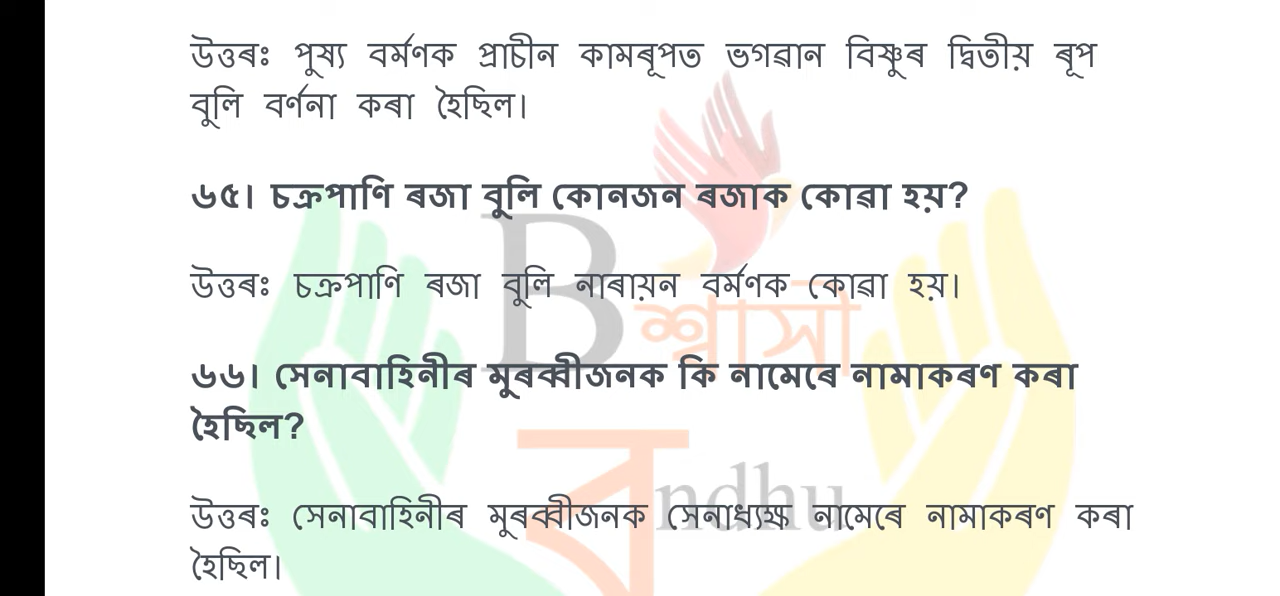 উত্তৰঃ পুষ্য বৰ্মণক প্ৰাচীন কামৰূপত ভগৱান বিষ্ণুৰ দ্বিতীয় ৰূপ
বুলি বৰ্ণনা কৰা হৈছিল।
৬৫। চক্ৰপাণি ৰজা বুলি কোনজন ৰজাক কোৱা হয়?
উত্তৰঃ চক্ৰপাণি ৰজা বুলি নাৰায়ন বৰ্মণক কোৱা হয়।
B
শ্বাসী
৬৬। সেনাবাহিনীৰ মুৰব্বীজনক কি নামেৰে নামাকৰণ কৰা
হৈছিল?
ব
ndhu
উত্তৰঃ সেনাবাহিনীৰ মুৰব্বীজনক সেনাধ্যক্ষ নামেৰে নামাকৰণ কৰা
হৈছিল।